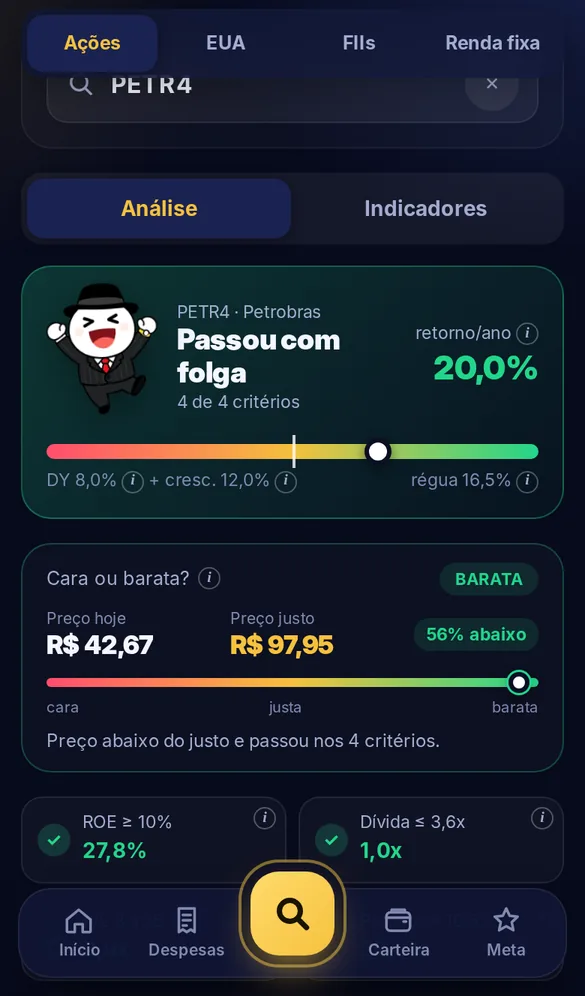 Ações EUA FIIs Renda fixa
PETR4 ×
Análise Indicadores
PETR4 · Petrobras
Passou com
folga
4 de 4 critérios
retorno/ano i
20,0%
DY 8,0% i + cresc. 12,0% i régua 16,5% i
Cara ou barata? i BARATA
Preço hoje Preço justo
R$ 42,67 R$ 97,95 56% abaixo
cara justa barata
Preço abaixo do justo e passou nos 4 critérios.
ROE ≥ 10% i Dívida ≤ 3,6x i
27,8% 1,0x
Início Despesas Carteira Meta